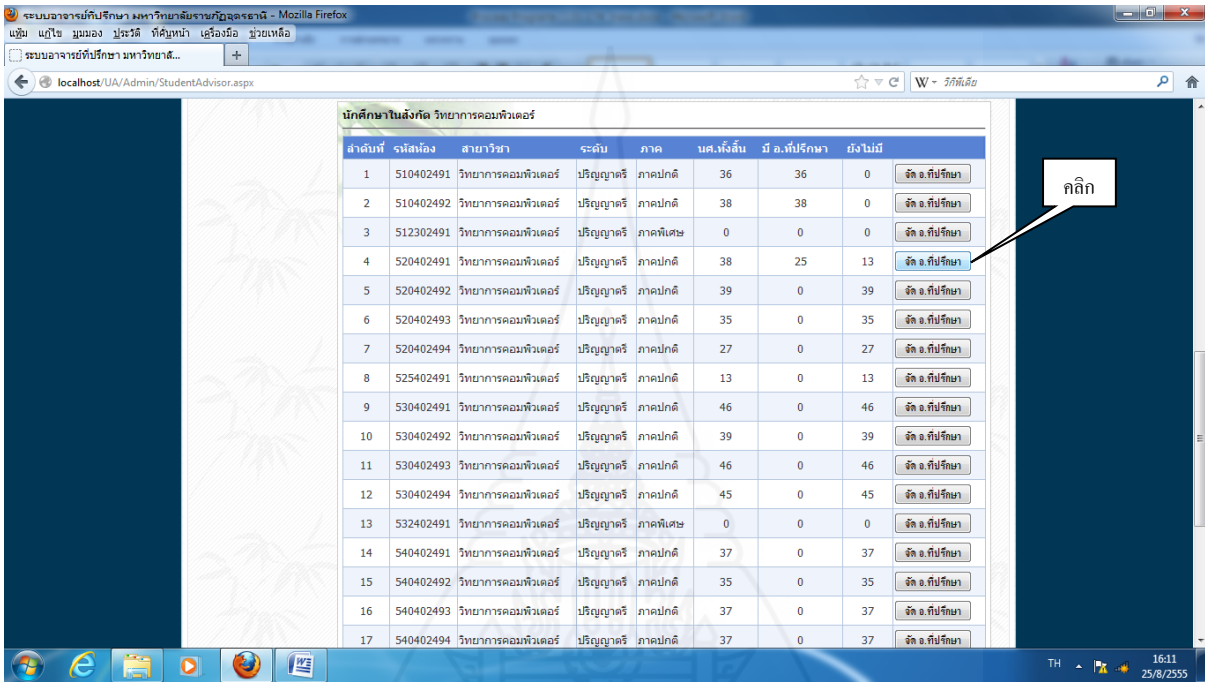 ระบบอาจารย์ที่ปรึกษา มหาวิทยาลัยราชภัฏอุดรธานี - Mozilla Firefox
แฟ้ม แก้ไข มุมมอง ประวัติ ที่คั่นหน้า เครื่องมือ ช่วยเหลือ
ระบบอาจารย์ที่ปรึกษา มหาวิทยาลั... +
localhost/UA/Admin/StudentAdvisor.aspx W วิกิพีเดีย
นักศึกษาในสังกัด วิทยาการคอมพิวเตอร์
ลำดับที่ รหัสห้อง สายาวิชา ระดับ ภาค นศ.ทั้งสิ้น มี อ.ที่ปรึกษา ยังไม่มี
1 510402491 วิทยาการคอมพิวเตอร์ ปริญญาตรี ภาคปกติ 36 36 0 จัด อ.ที่ปรึกษา
2 510402492 วิทยาการคอมพิวเตอร์ ปริญญาตรี ภาคปกติ 38 38 0 จัด อ.ที่ปรึกษา
3 512302491 วิทยาการคอมพิวเตอร์ ปริญญาตรี ภาคพิเศษ 0 0 0 จัด อ.ที่ปรึกษา
4 520402491 วิทยาการคอมพิวเตอร์ ปริญญาตรี ภาคปกติ 38 25 13 จัด อ.ที่ปรึกษา
คลิก
5 520402492 วิทยาการคอมพิวเตอร์ ปริญญาตรี ภาคปกติ 39 0 39 จัด อ.ที่ปรึกษา
6 520402493 วิทยาการคอมพิวเตอร์ ปริญญาตรี ภาคปกติ 35 0 35 จัด อ.ที่ปรึกษา
7 520402494 วิทยาการคอมพิวเตอร์ ปริญญาตรี ภาคปกติ 27 0 27 จัด อ.ที่ปรึกษา
8 525402491 วิทยาการคอมพิวเตอร์ ปริญญาตรี ภาคปกติ 13 0 13 จัด อ.ที่ปรึกษา
9 530402491 วิทยาการคอมพิวเตอร์ ปริญญาตรี ภาคปกติ 46 0 46 จัด อ.ที่ปรึกษา
10 530402492 วิทยาการคอมพิวเตอร์ ปริญญาตรี ภาคปกติ 39 0 39 จัด อ.ที่ปรึกษา
11 530402493 วิทยาการคอมพิวเตอร์ ปริญญาตรี ภาคปกติ 46 0 46 จัด อ.ที่ปรึกษา
12 530402494 วิทยาการคอมพิวเตอร์ ปริญญาตรี ภาคปกติ 45 0 45 จัด อ.ที่ปรึกษา
13 532402491 วิทยาการคอมพิวเตอร์ ปริญญาตรี ภาคพิเศษ 0 0 0 จัด อ.ที่ปรึกษา
14 540402491 วิทยาการคอมพิวเตอร์ ปริญญาตรี ภาคปกติ 37 0 37 จัด อ.ที่ปรึกษา
15 540402492 วิทยาการคอมพิวเตอร์ ปริญญาตรี ภาคปกติ 35 0 35 จัด อ.ที่ปรึกษา
16 540402493 วิทยาการคอมพิวเตอร์ ปริญญาตรี ภาคปกติ 37 0 37 จัด อ.ที่ปรึกษา
17 540402494 วิทยาการคอมพิวเตอร์ ปริญญาตรี ภาคปกติ 37 0 37 จัด อ.ที่ปรึกษา
TH 16:11
25/8/2555